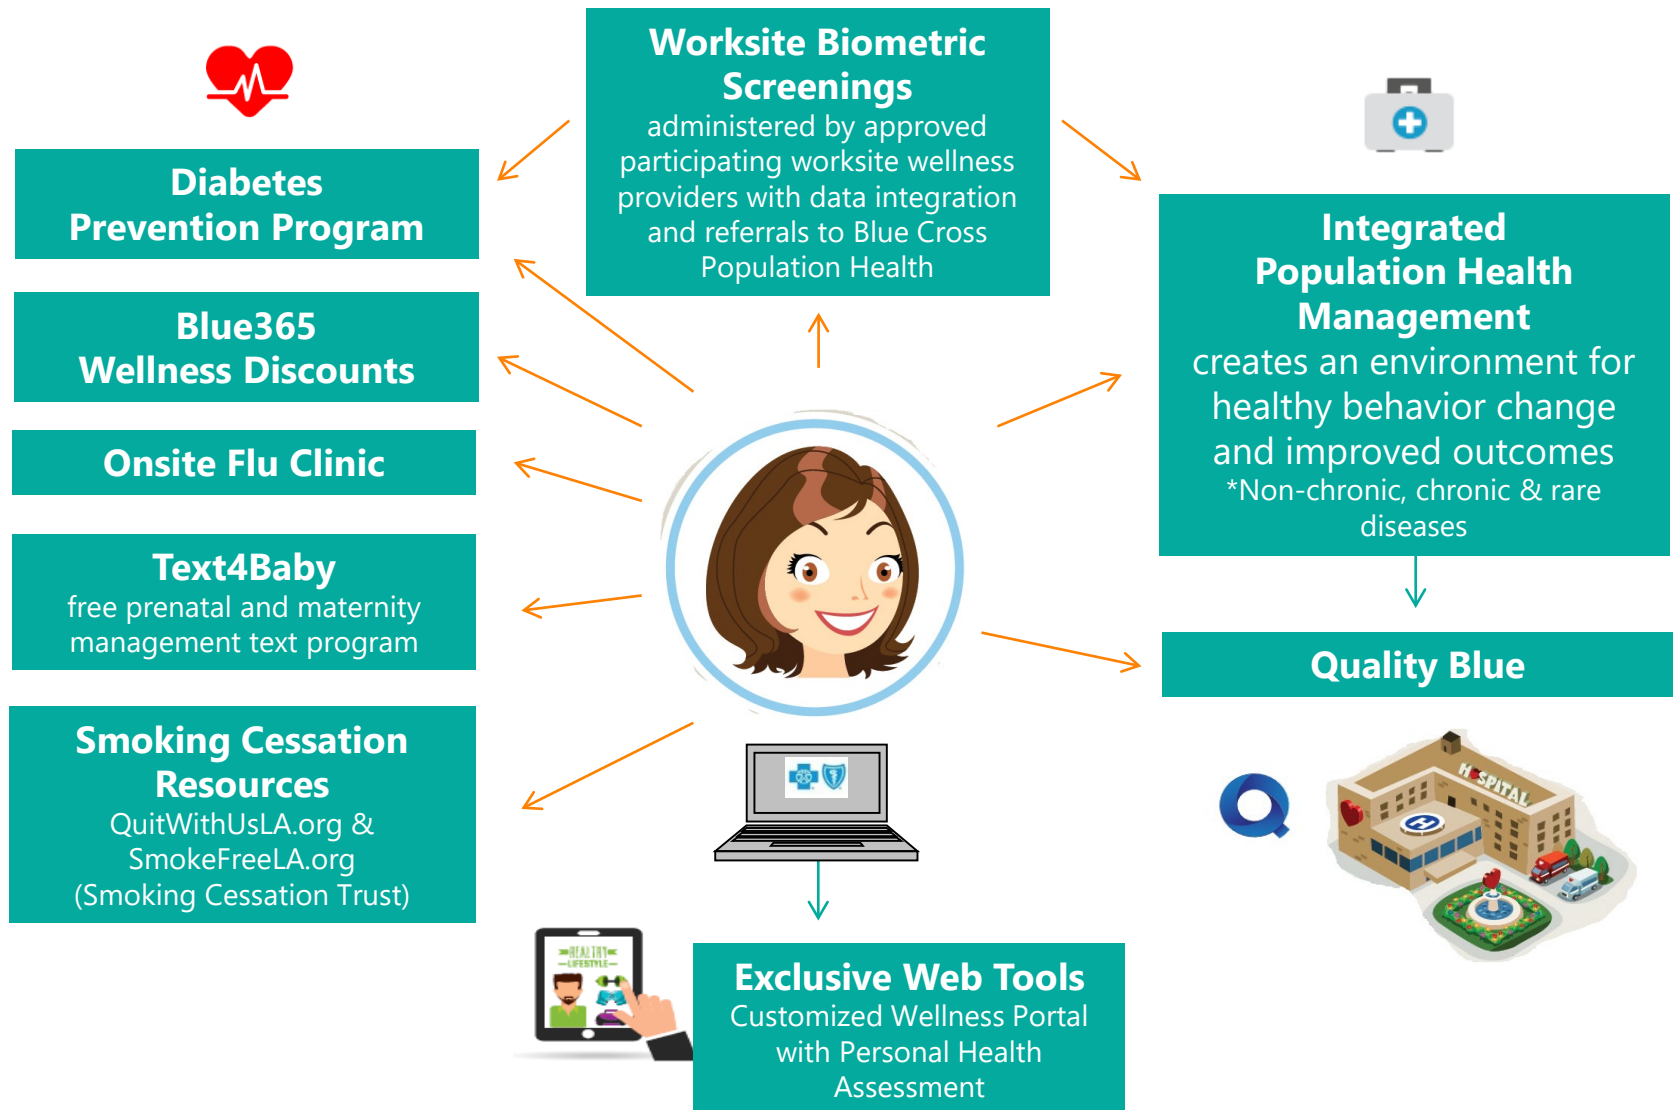 Worksite Biometric
Screenings
administered by approved
participating worksite wellness
providers with data integration
and referrals to Blue Cross
Population Health
Diabetes
Prevention Program
Blue365
Wellness Discounts
Onsite Flu Clinic
Text4Baby
free prenatal and maternity
management text program
Smoking Cessation
Resources
QuitWithUsLA.org &
SmokeFreeLA.org
(Smoking Cessation Trust)
Integrated
Population Health
Management
creates an environment for
healthy behavior change
and improved outcomes
*Non-chronic, chronic & rare
diseases
Quality Blue
HOSPITAL
H
HEALTHY
LIFESTYLE
Exclusive Web Tools
Customized Wellness Portal
with Personal Health
Assessment